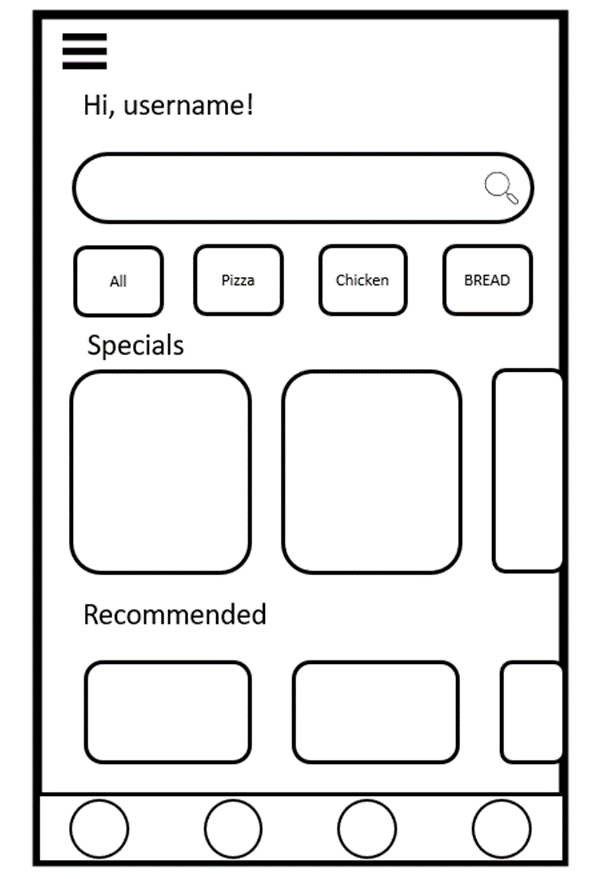 Hi, username!
All
Pizza
Chicken
BREAD
Specials
Recommended